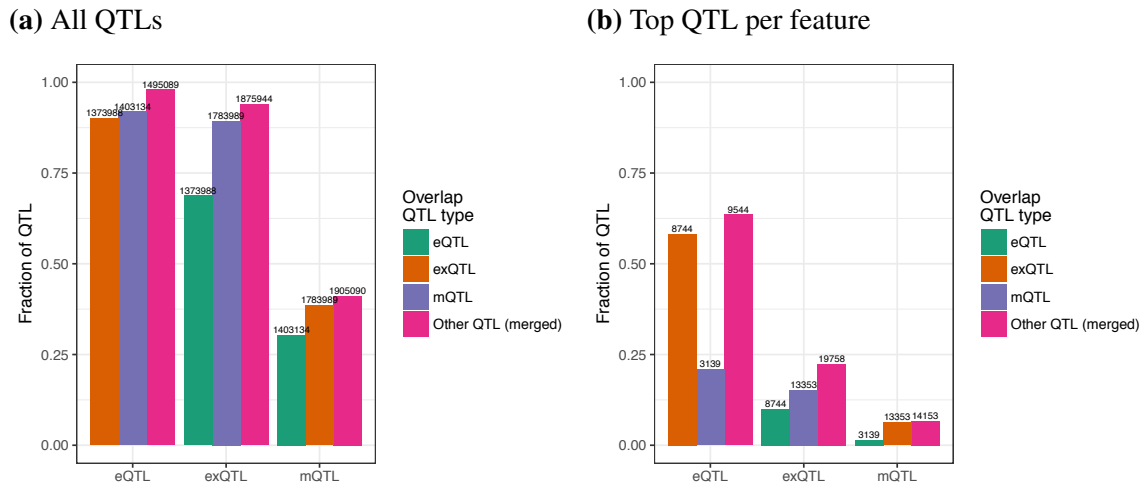 (a) All QTLs
Fraction of QTL
1.00
0.75
0.50
0.25
0.00
1373988
1403134
1495089
1373988
1783989
1875944
1403134
1783989
1905090
eQTL
exQTL
mQTL
Overlap
QTL type
eQTL
exQTL
mQTL
Other QTL (merged)
(b) Top QTL per feature
Fraction of QTL
1.00
0.75
0.50
0.25
0.00
8744
3139
9544
8744
13353
19758
3139
13353
14153
eQTL
exQTL
mQTL
Overlap
QTL type
eQTL
exQTL
mQTL
Other QTL (merged)